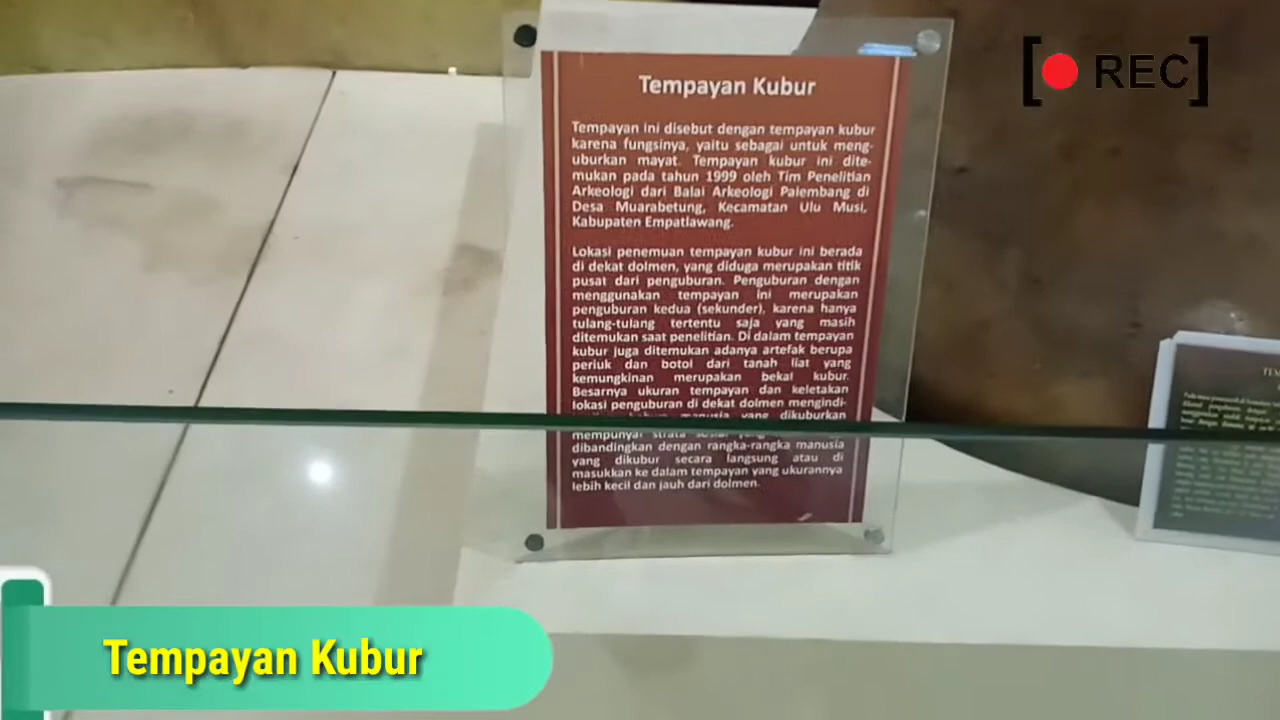 REC
Tempayan Kubur
Tempayan ini disebut dengan tempayan kubur
karena fungsinya, yaitu sebagai untuk meng-
uburkan mayat. Tempayan kubur ini dite-
mukan pada tahun 1999 oleh Tim Penelitian
Arkeologi dari Balai Arkeologi Palembang di
Desa Muarabetung, Kecamatan Ulu Musi,
Kabupaten Empatlawang.
Lokasi penemuan tempayan kubur ini berada
di dekat dolmen, yang diduga merupakan titik
pusat dari penguburan. Penguburan dengan
menggunakan tempayan ini merupakan
penguburan kedua (sekunder), karena hanya
tulang-tulang tertentu saja yang masih
ditemukan saat penelitian. Di dalam tempayan
kubur juga ditemukan adanya artefak berupa
periuk dan botol dari tanah liat yang
kemungkinan merupakan bekal kubur.
Besarnya ukuran tempayan dan keletakan
lokasi penguburan di dekat dolmen mengindi-
manusia yang dikuburkan
mempunyai strata
dibandingkan dengan rangka-rangka manusia
yang dikubur secara langsung atau di
masukkan ke dalam tempayan yang ukurannya
lebih kecil dan jauh dari dolmen.
Tempayan Kubur